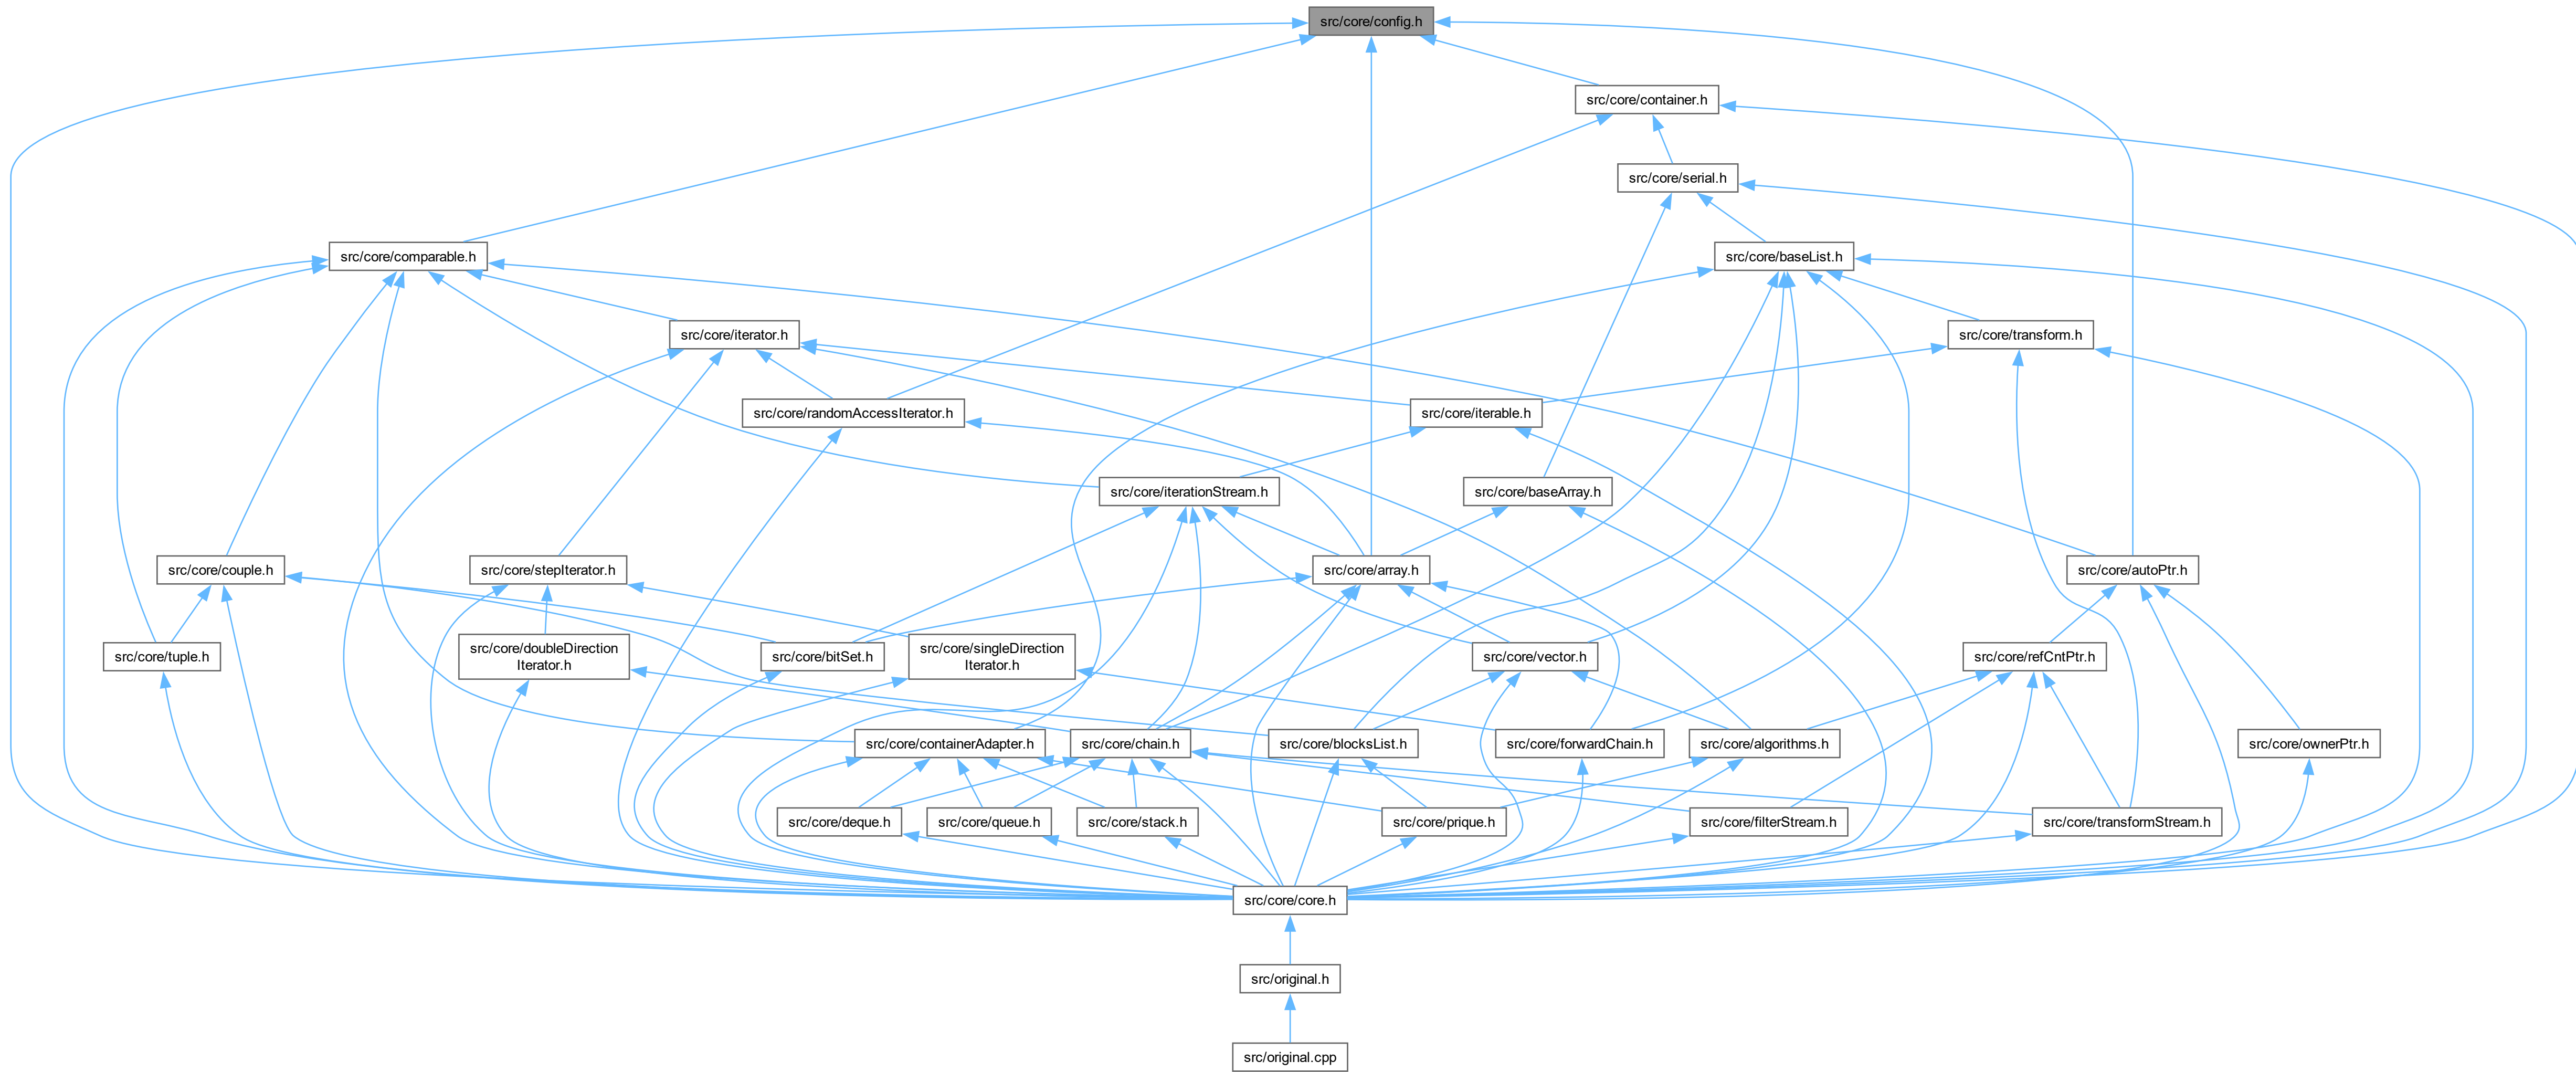 src/core/config.h
src/core/container.h
src/core/serial.h
src/core/comparable.h
src/core/baseList.h
src/core/iterator.h
src/core/transform.h
src/core/randomAccessIterator.h
src/core/iterable.h
src/core/iterationStream.h
src/core/baseArray.h
src/core/couple.h
src/core/stepIterator.h
src/core/array.h
src/core/autoPtr.h
src/core/tuple.h
src/core/doubleDirection
Iterator.h
src/core/bitSet.h
src/core/singleDirection
Iterator.h
src/core/vector.h
src/core/refCntPtr.h
src/core/containerAdapter.h
src/core/chain.h
src/core/blocksList.h
src/core/forwardChain.h
src/core/algorithms.h
src/core/ownerPtr.h
src/core/deque.h
src/core/queue.h
src/core/stack.h
src/core/prique.h
src/core/filterStream.h
src/core/transformStream.h
src/core/core.h
src/original.h
src/original.cpp